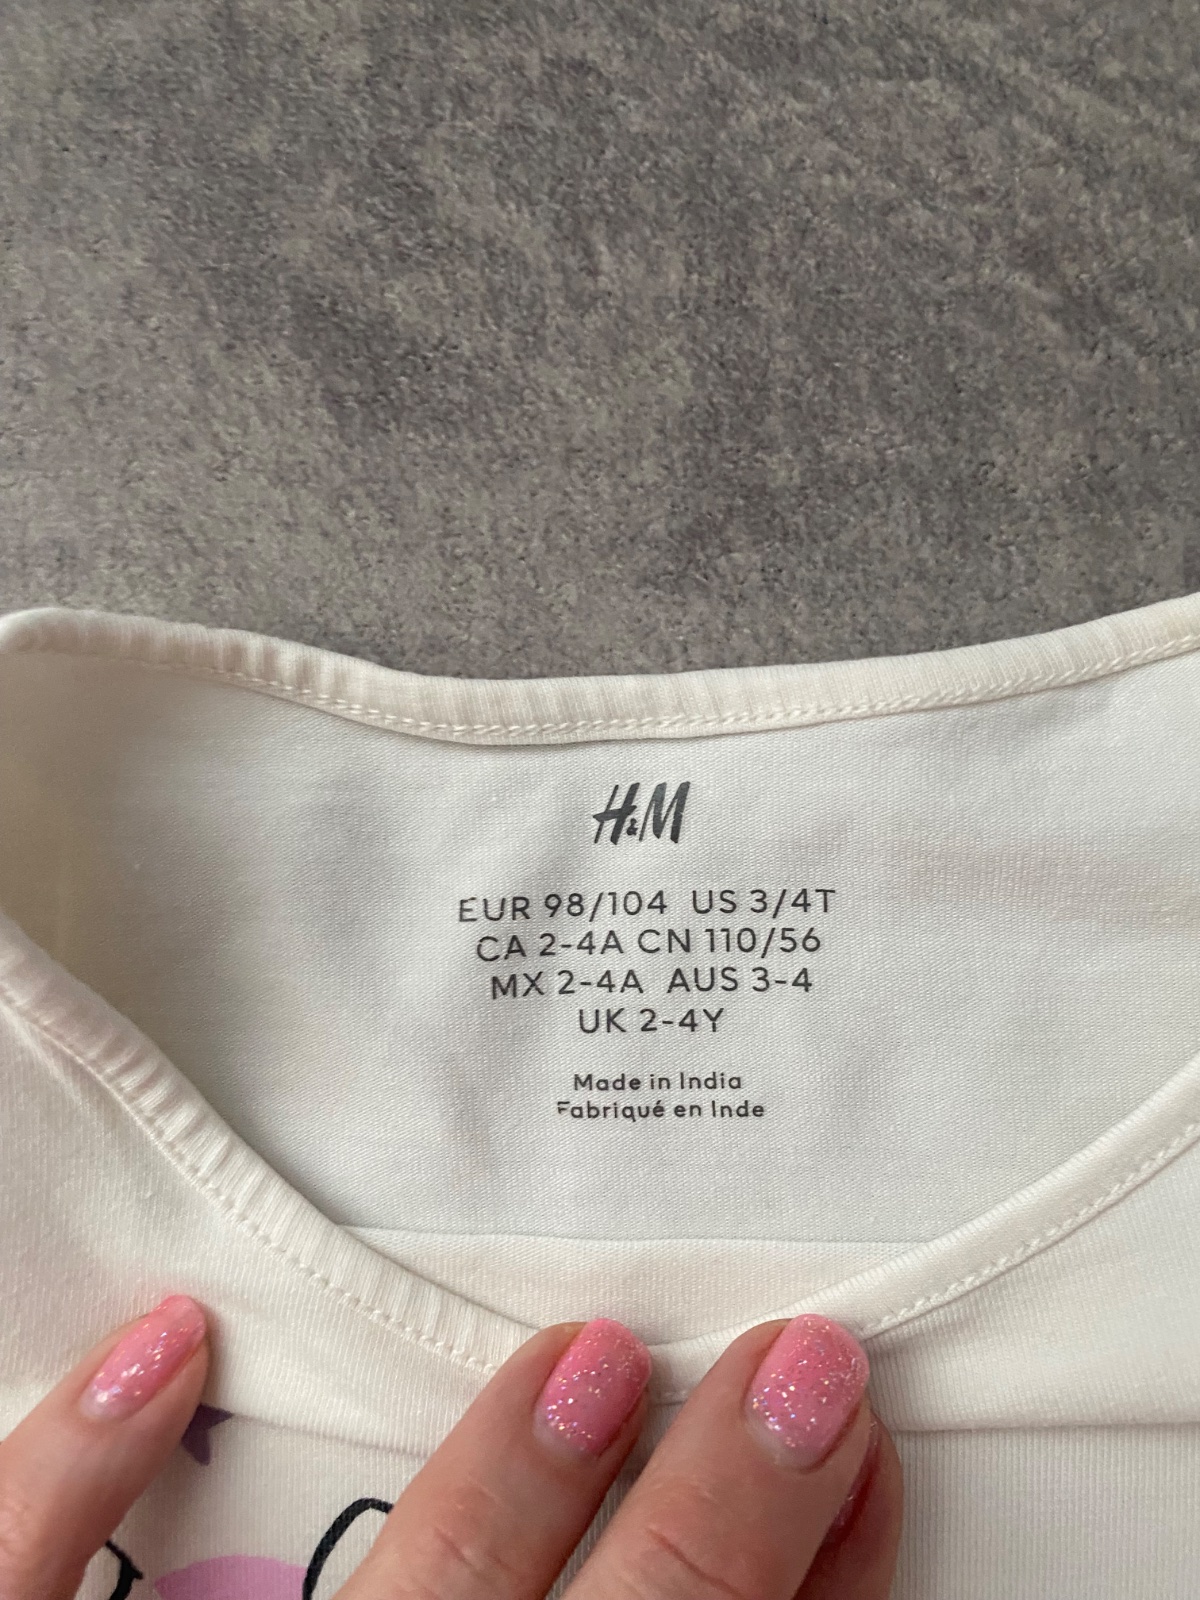 H&M
EUR 98/104 US 3/4T
CA 2-4A CN 110/56
MX 2-4A AUS 3-4
UK 2-4Y
Made in India
Fabriqué en Inde